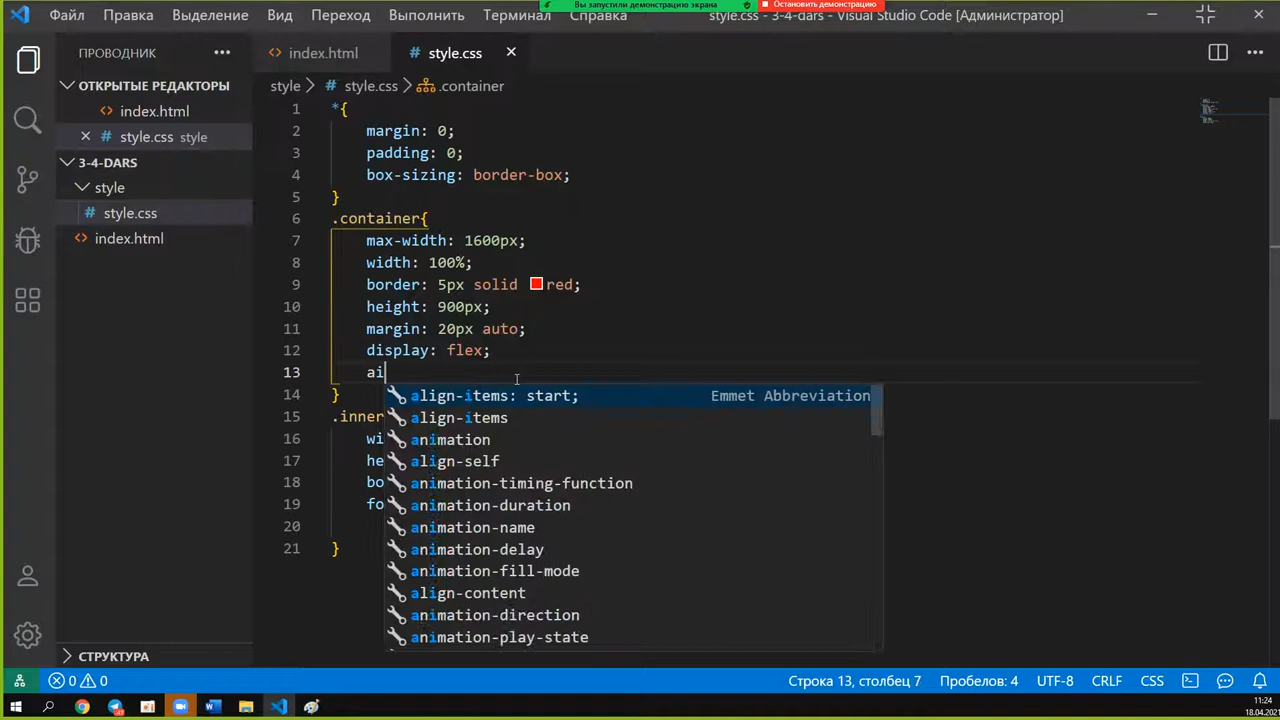 Файл Правка Выделение Вид Переход Выполнить Терминал Справка style.css - 3-4-dars - Visual Studio Code [Администратор]
Вы запустили демонстрацию экрана Остановить демонстрацию
ПРОВОДНИК
index.html
style.css
ОТКРЫТЫЕ РЕДАКТОРЫ
index.html
style.css style
3-4-DARS
style
style.css
index.html
СТРУКТУРА
style style.css .container
1 *{
2 margin: 0;
3 padding: 0;
4 box-sizing: border-box;
5 }
6 .container{
7 max-width: 1600px;
8 width: 100%;
9 border: 5px solid red;
10 height: 900px;
11 margin: 20px auto;
12 display: flex;
13 ai
14 }
15 .inner
16 wi
17 he
18 bo
19 fo
20
21 }
align-items: start; Emmet Abbreviation
align-items
animation
align-self
animation-timing-function
animation-duration
animation-name
animation-delay
animation-fill-mode
align-content
animation-direction
animation-play-state
0 0 Строка 13, столбец 7 Пробелов: 4 UTF-8 CRLF CSS
11:24
18.04.2021